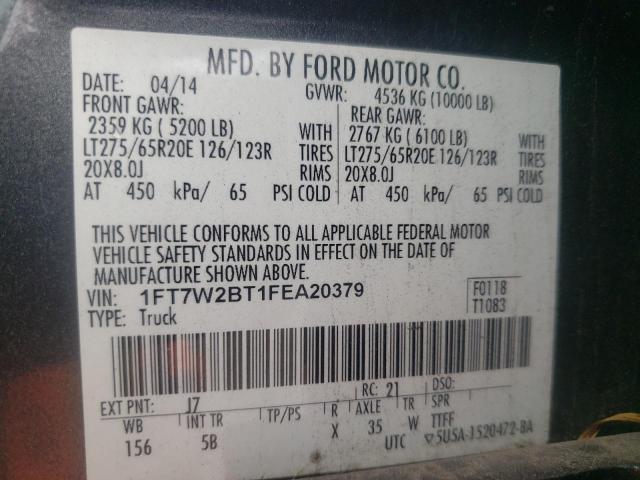 MFD. BY FORD MOTOR CO.
DATE: 04/14 GVWR: 4536 KG (10000 LB)
FRONT GAWR: REAR GAWR:
2359 KG (5200 LB) WITH 2767 KG (6100 LB) WITH
LT275/65R20E 126/123R TIRES LT275/65R20E 126/123R TIRES
20X8.0J RIMS 20X8.0J RIMS
AT 450 kPa/ 65 PSI COLD AT 450 kPa/ 65 PSI COLD
THIS VEHICLE CONFORMS TO ALL APPLICABLE FEDERAL MOTOR
VEHICLE SAFETY STANDARDS IN EFFECT ON THE DATE OF
MANUFACTURE SHOWN ABOVE.
VIN: 1FT7W2BT1FEA20379 F0118
TYPE: Truck T1083
EXT PNT: J7 RC: 21 DSO:
WB INT TR TP/PS R AXLE TR SPR
156 5B X 35 W TTFF
UTC ▽5U5A-1520472-BA